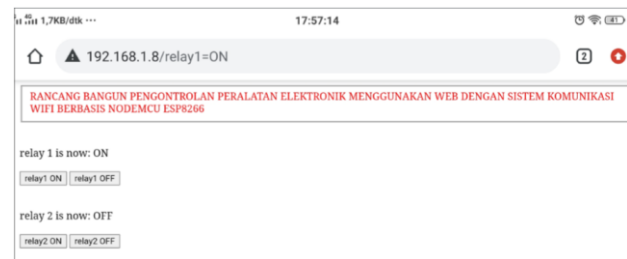 4G 1,7KB/dtk ··· 17:57:14 81
192.168.1.8/relay1=ON 2
RANCANG BANGUN PENGONTROLAN PERALATAN ELEKTRONIK MENGGUNAKAN WEB DENGAN SISTEM KOMUNIKASI
WIFI BERBASIS NODEMCU ESP8266
relay 1 is now: ON
relay1 ON relay1 OFF
relay 2 is now: OFF
relay2 ON relay2 OFF